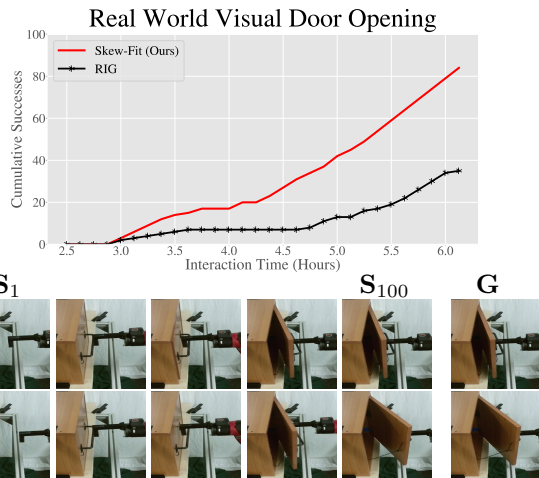 Real World Visual Door Opening
100
80
60
40
20
0
Cumulative Successes
Skew-Fit (Ours)
RIG
2.5 3.0 3.5 4.0 4.5 5.0 5.5 6.0
Interaction Time (Hours)
S1 S100 G